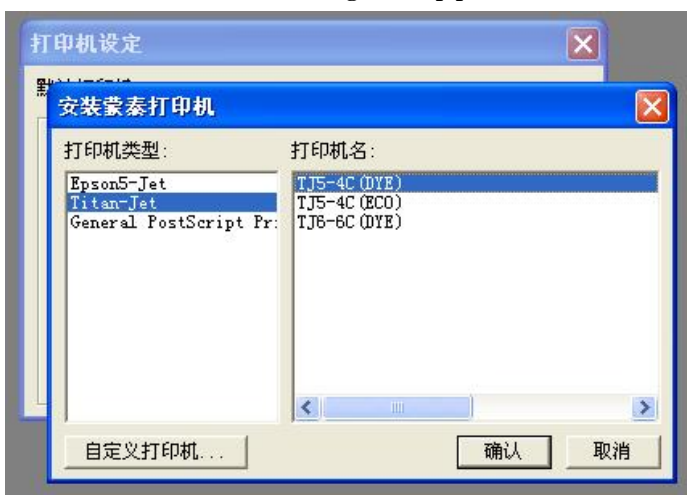 打印机设定
安装蒙泰打印机
打印机类型:
打印机名:
Epson5-Jet
Titan-Jet
General PostScript Pr
TJ5-4C(DYE)
TJ5-4C(ECO)
TJ6-6C(DYE)
自定义打印机...
确认
取消